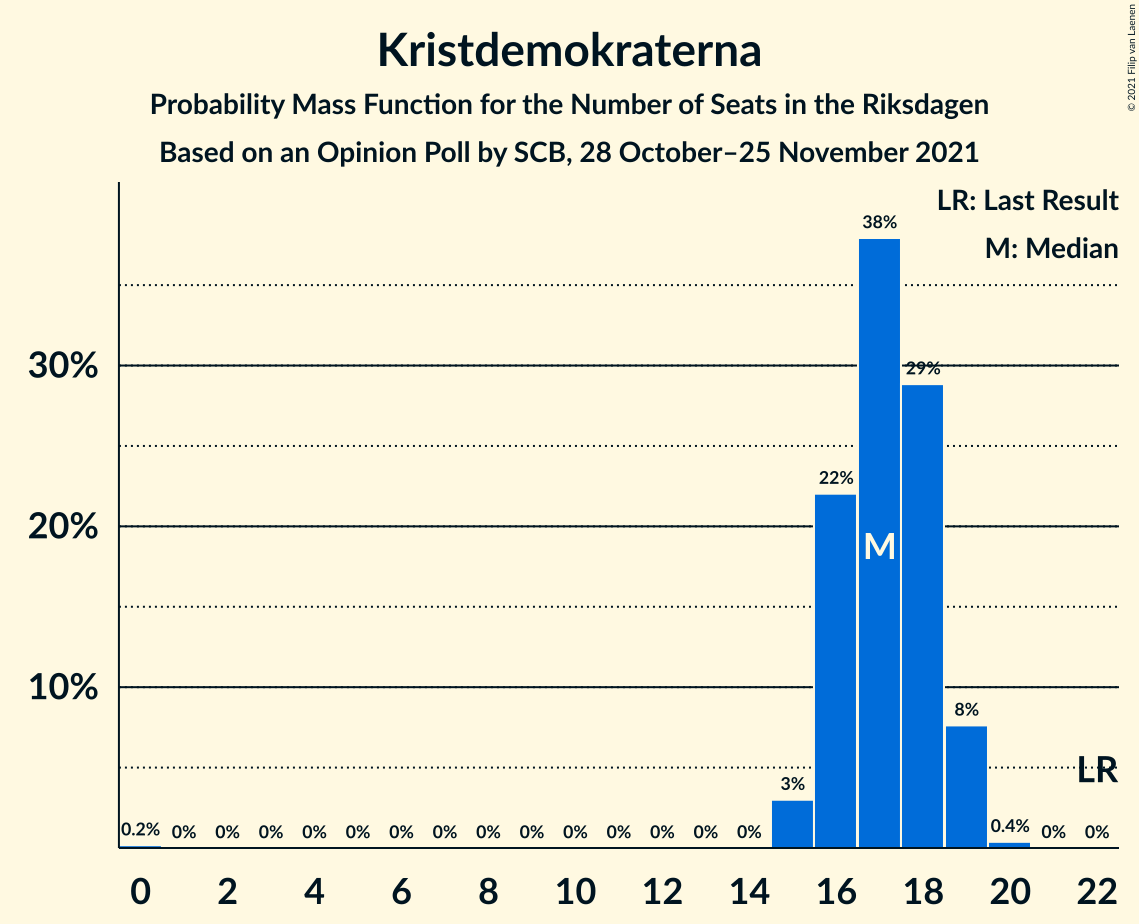 Kristdemokraterna
Probability Mass Function for the Number of Seats in the Riksdagen
Based on an Opinion Poll by SCB, 28 October–25 November 2021
© 2021 Filip van Laenen
LR: Last Result
M: Median
38%
30%
29%
22%
20%
M
10%
8%
LR
3%
0.2% 0% 0% 0% 0% 0% 0% 0% 0% 0% 0% 0% 0% 0% 0% 0.4% 0% 0%
0 2 4 6 8 10 12 14 16 18 20 22